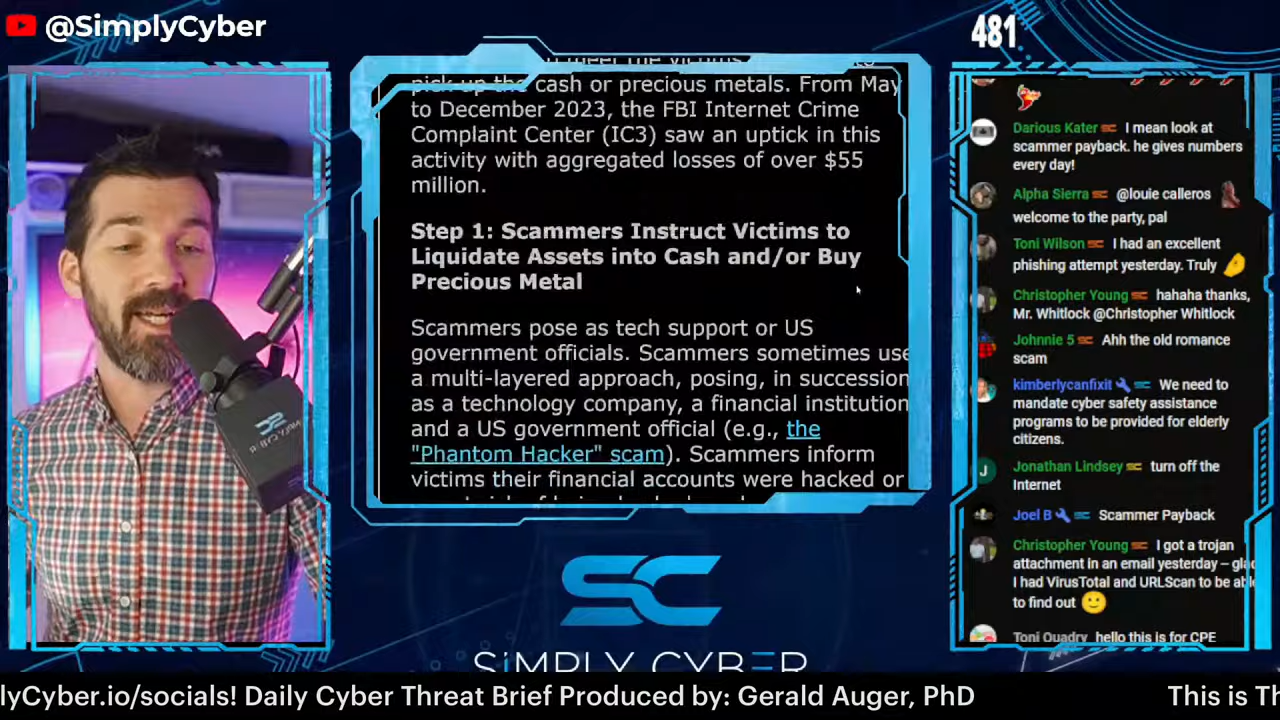 @SimplyCyber
481
pick-up the cash or precious metals. From May
to December 2023, the FBI Internet Crime
Complaint Center (IC3) saw an uptick in this
activity with aggregated losses of over $55
million.
Step 1: Scammers Instruct Victims to
Liquidate Assets into Cash and/or Buy
Precious Metal
Scammers pose as tech support or US
government officials. Scammers sometimes use
a multi-layered approach, posing, in succession
as a technology company, a financial institution
and a US government official (e.g., the
"Phantom Hacker" scam). Scammers inform
victims their financial accounts were hacked or
Darious Kater I mean look at
scammer payback. he gives numbers
every day!
Alpha Sierra @louie calleros
welcome to the party, pal
Toni Wilson I had an excellent
phishing attempt yesterday. Truly
Christopher Young hahaha thanks,
Mr. Whitlock @Christopher Whitlock
Johnnie 5 Ahh the old romance
scam
kimberlycanfixit We need to
mandate cyber safety assistance
programs to be provided for elderly
citizens.
Jonathan Lindsey turn off the
Internet
Joel B Scammer Payback
Christopher Young I got a trojan
attachment in an email yesterday – glad
I had VirusTotal and URLScan to be able
to find out
Toni Quadry hello this is for CPE
SC
SIMPLY CYBER
lyCyber.io/socials! Daily Cyber Threat Brief Produced by: Gerald Auger, PhD This is Th